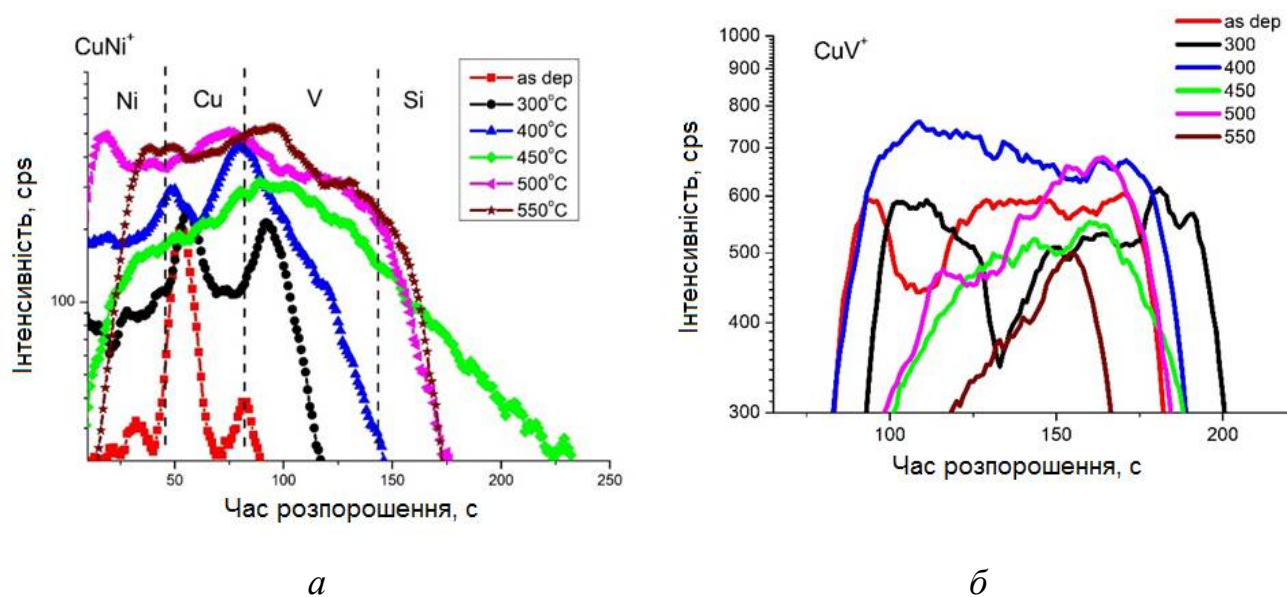 CuNi⁺
Ni
Cu
V
Si
as dep
300°C
400°C
450°C
500°C
550°C
Інтенсивність, cps
100
50
100
150
200
250
Час розпорошення, с
а
CuV⁺
as dep
300
400
450
500
550
Інтенсивність, cps
1000
900
800
700
600
500
400
300
100
150
200
Час розпорошення, с
б